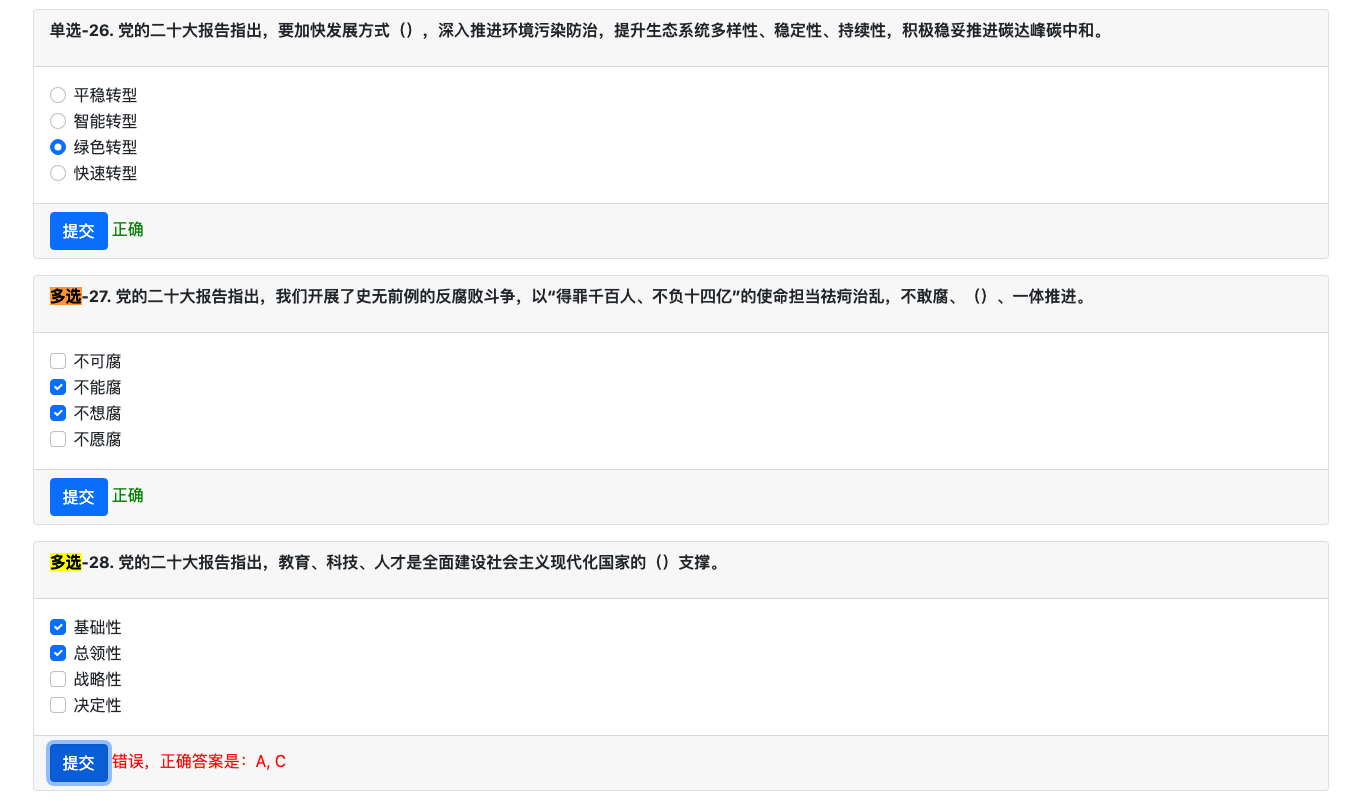 单选-26. 党的二十大报告指出，要加快发展方式（），深入推进环境污染防治，提升生态系统多样性、稳定性、持续性，积极稳妥推进碳达峰碳中和。
平稳转型
智能转型
绿色转型
快速转型
提交 正确
多选-27. 党的二十大报告指出，我们开展了史无前例的反腐败斗争，以“得罪千百人、不负十四亿”的使命担当祛疴治乱，不敢腐、（）、一体推进。
不可腐
不能腐
不想腐
不愿腐
提交 正确
多选-28. 党的二十大报告指出，教育、科技、人才是全面建设社会主义现代化国家的（）支撑。
基础性
总领性
战略性
决定性
提交 错误，正确答案是：A, C